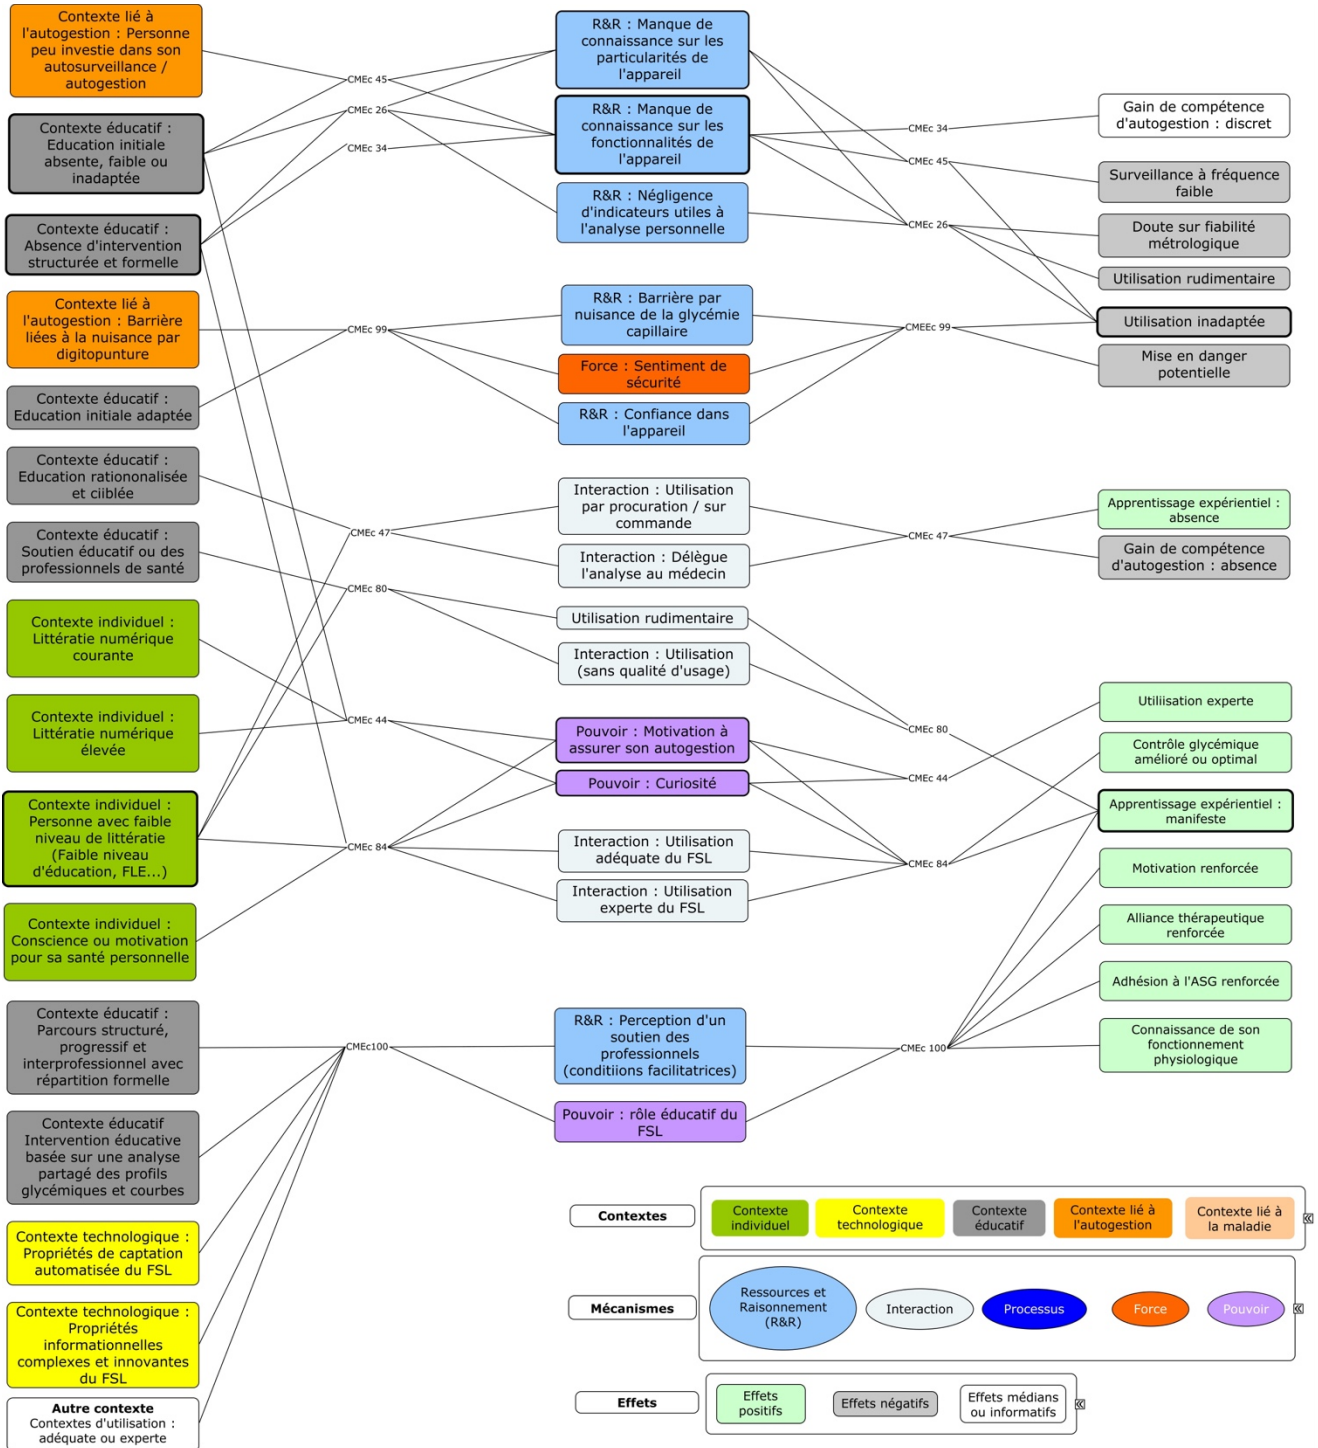 Contexte lié à
l'autogestion : Personne
peu investie dans son
autosurveillance /
autogestion
Contexte éducatif :
Education initiale
absente, faible ou
inadaptée
Contexte éducatif :
Absence d'intervention
structurée et formelle
Contexte lié à
l'autogestion : Barrière
liées à la nuisance par
digitopunture
Contexte éducatif :
Education initiale adaptée
Contexte éducatif :
Education rationonalisée
et ciiblée
Contexte éducatif :
Soutien éducatif ou des
professionnels de santé
Contexte individuel :
Littératie numérique
courante
Contexte individuel :
Littératie numérique
élevée
Contexte individuel :
Personne avec faible
niveau de littératie
(Faible niveau
d'éducation, FLE...)
Contexte individuel :
Conscience ou motivation
pour sa santé personnelle
Contexte éducatif :
Parcours structuré,
progressif et
interprofessionnel avec
répartition formelle
Contexte éducatif
Intervention éducative
basée sur une analyse
partagé des profils
glycémiques et courbes
Contexte technologique :
Propriétés de captation
automatisée du FSL
Contexte technologique :
Propriétés
informationnelles
complexes et innovantes
du FSL
Autre contexte
Contextes d'utilisation :
adéquate ou experte
CMEc 45
CMEc 26
CMEc 34
CMEc 99
CMEc 47
CMEc 80
CMEc 44
CMEc 84
CMEc100
R&R : Manque de
connaissance sur les
particularités de
l'appareil
R&R : Manque de
connaissance sur les
fonctionnalités de
l'appareil
R&R : Négligence
d'indicateurs utiles à
l'analyse personnelle
R&R : Barrière par
nuisance de la glycémie
capillaire
Force : Sentiment de
sécurité
R&R : Confiance dans
l'appareil
Interaction : Utilisation
par procuration / sur
commande
Interaction : Délègue
l'analyse au médecin
Utilisation rudimentaire
Interaction : Utilisation
(sans qualité d'usage)
Pouvoir : Motivation à
assurer son autogestion
Pouvoir : Curiosité
Interaction : Utilisation
adéquate du FSL
Interaction : Utilisation
experte du FSL
R&R : Perception d'un
soutien des
professionnels
(conditiions facilitatrices)
Pouvoir : rôle éducatif du
FSL
CMEc 34
CMEc 45
CMEc 26
CMEEc 99
CMEc 47
CMEc 80
CMEc 44
CMEc 84
CMEc 100
Gain de compétence
d'autogestion : discret
Surveillance à fréquence
faible
Doute sur fiabilité
métrologique
Utilisation rudimentaire
Utilisation inadaptée
Mise en danger
potentielle
Apprentissage expérientiel :
absence
Gain de compétence
d'autogestion : absence
Utiliisation experte
Contrôle glycémique
amélioré ou optimal
Apprentissage expérientiel :
manifeste
Motivation renforcée
Alliance thérapeutique
renforcée
Adhésion à l'ASG renforcée
Connaissance de son
fonctionnement
physiologique
Contextes
Contexte
individuel
Contexte
technologique
Contexte
éducatif
Contexte lié à
l'autogestion
Contexte lié à
la maladie
Mécanismes
Ressources et
Raisonnement
(R&R)
Interaction
Processus
Force
Pouvoir
Effets
Effets
positifs
Effets négatifs
Effets médians
ou informatifs